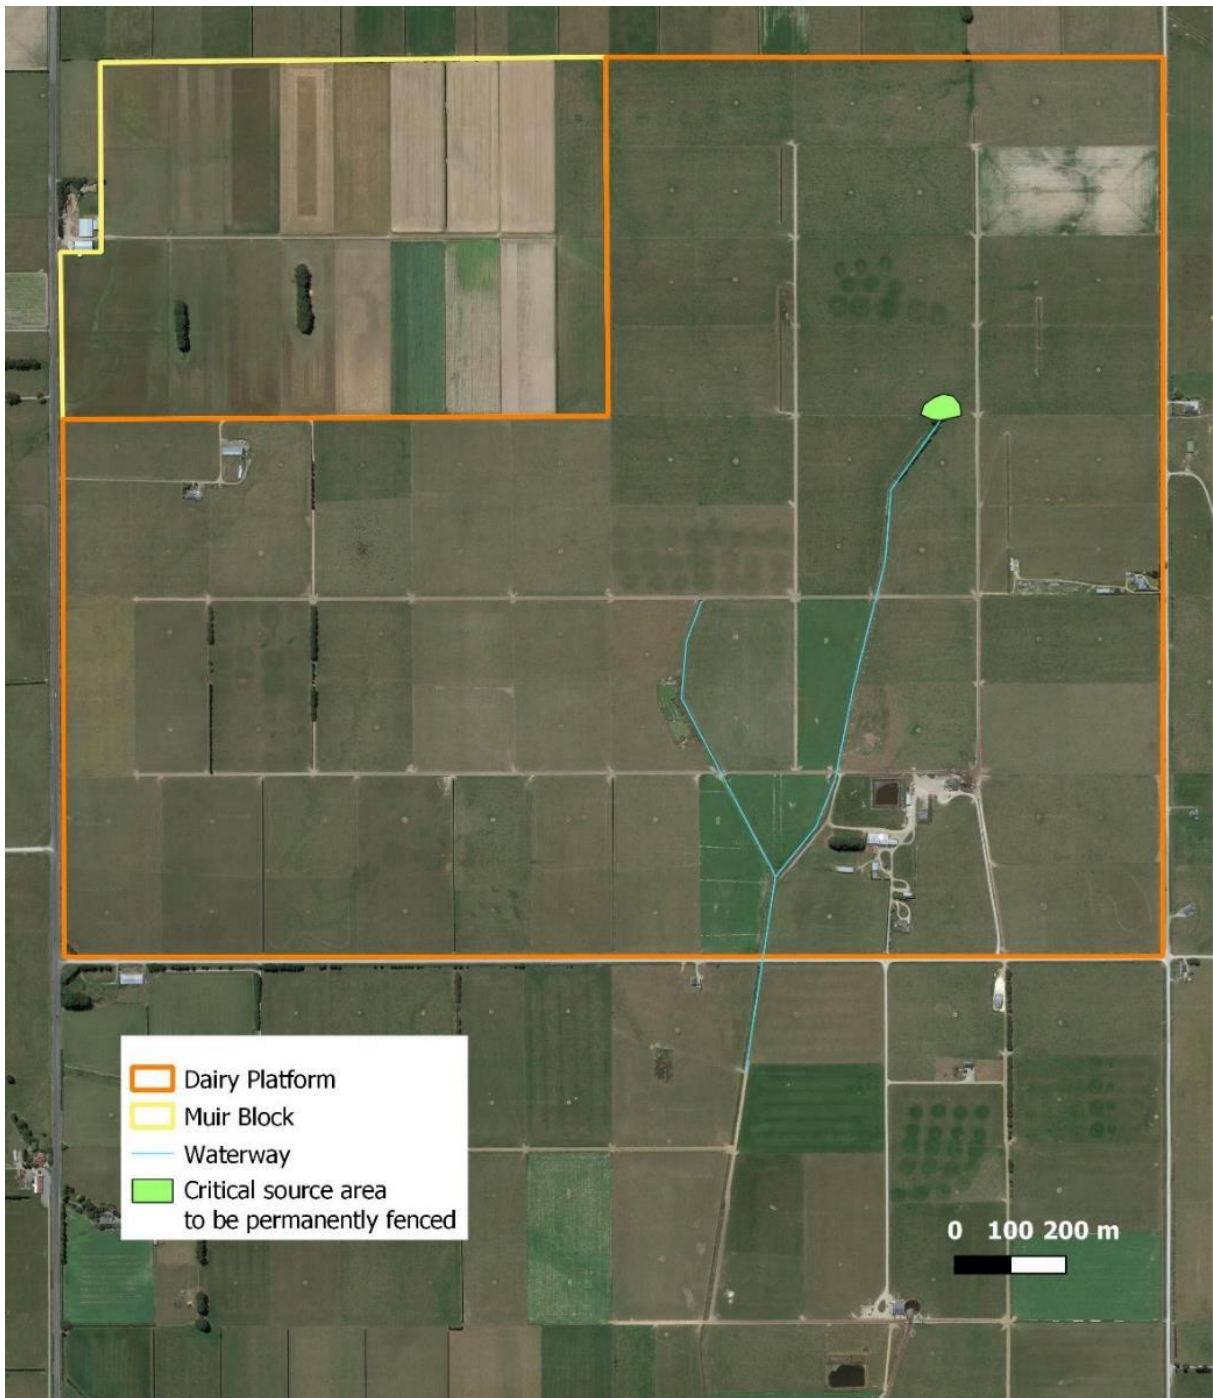 Dairy Platform
Muir Block
Waterway
Critical source area
to be permanently fenced
0 100 200 m